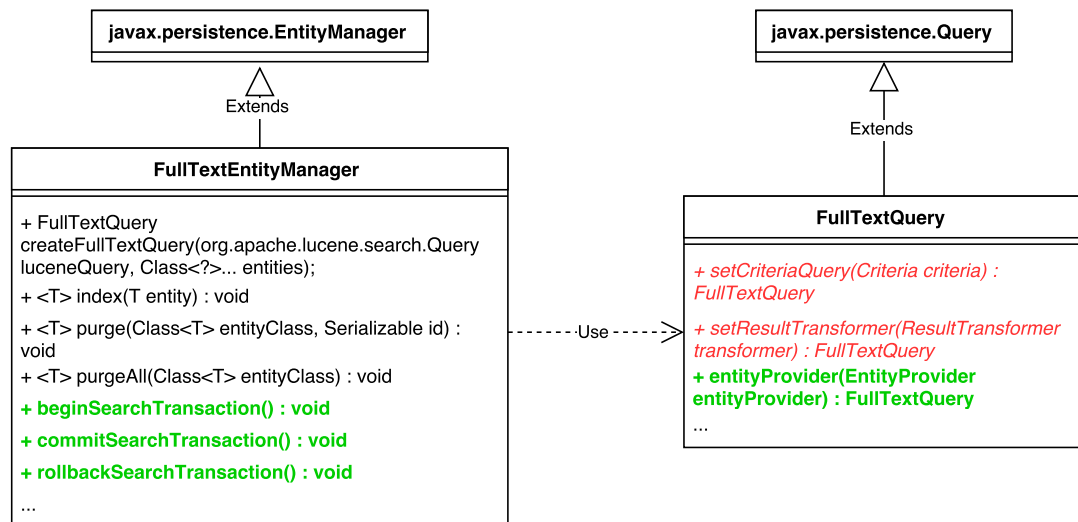 javax.persistence.EntityManager
Extends
FullTextEntityManager
+ FullTextQuery
createFullTextQuery(org.apache.lucene.search.Query
luceneQuery, Class<?>... entities);
+ <T> index(T entity) : void
+ <T> purge(Class<T> entityClass, Serializable id) :
void
+ <T> purgeAll(Class<T> entityClass) : void
+ beginSearchTransaction() : void
+ commitSearchTransaction() : void
+ rollbackSearchTransaction() : void
...
Use
javax.persistence.Query
Extends
FullTextQuery
+ setCriteriaQuery(Criteria criteria) :
FullTextQuery
+ setResultTransformer(ResultTransformer
transformer) : FullTextQuery
+ entityProvider(EntityProvider
entityProvider) : FullTextQuery
...